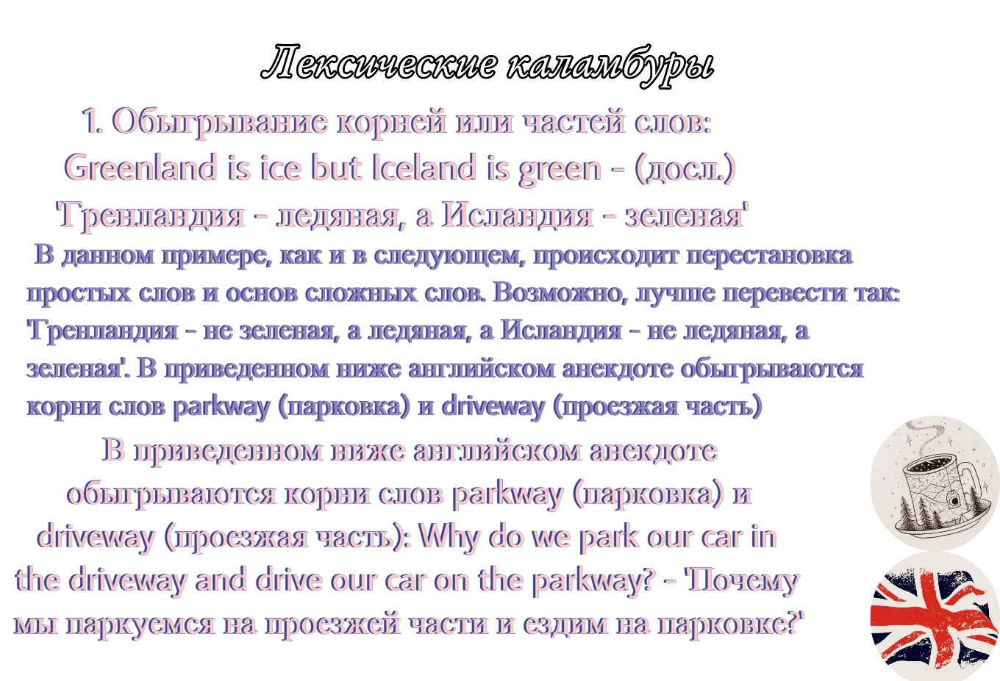 Лексические каламбуры
1. Обыгрывание корней или частей слов:
Greenland is ice but Iceland is green – (досл.)
'Гренландия – ледяная, а Исландия – зеленая'
В данном примере, как и в следующем, происходит перестановка
простых слов и основ сложных слов. Возможно, лучше перевести так:
'Гренландия – не зеленая, а ледяная, а Исландия – не ледяная, а
зеленая'. В приведенном ниже английском анекдоте обыгрываются
корни слов parkway (парковка) и driveway (проезжая часть)
В приведенном ниже английском анекдоте
обыгрываются корни слов parkway (парковка) и
driveway (проезжая часть): Why do we park our car in
the driveway and drive our car on the parkway? – 'Почему
мы паркуемся на проезжей части и ездим на парковке?'